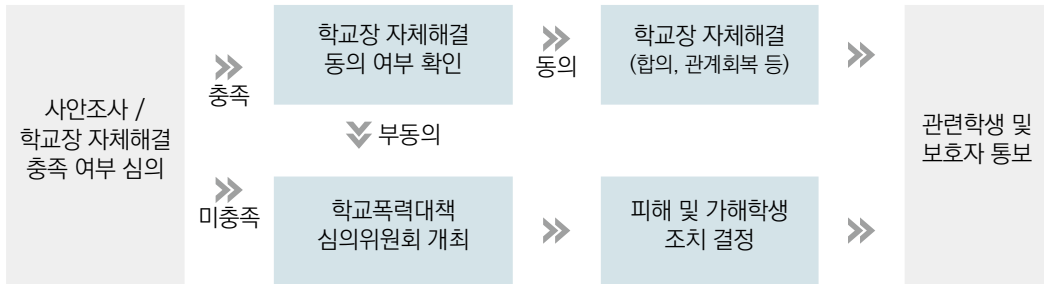 사안조사 /
학교장 자체해결
충족 여부 심의
충족
학교장 자체해결
동의 여부 확인
동의
학교장 자체해결
(합의, 관계회복 등)
부동의
미충족
학교폭력대책
심의위원회 개최
피해 및 가해학생
조치 결정
관련학생 및
보호자 통보